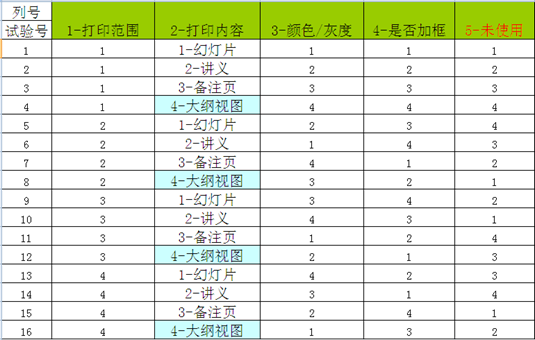 列号
试验号 1-打印范围 2-打印内容 3-颜色/灰度 4-是否加框 5-未使用
1 1 1-幻灯片 1 1 1
2 1 2-讲义 2 2 2
3 1 3-备注页 3 3 3
4 1 4-大纲视图 4 4 4
5 2 1-幻灯片 2 3 4
6 2 2-讲义 1 4 3
7 2 3-备注页 4 1 2
8 2 4-大纲视图 3 2 1
9 3 1-幻灯片 3 4 2
10 3 2-讲义 4 3 1
11 3 3-备注页 1 2 4
12 3 4-大纲视图 2 1 3
13 4 1-幻灯片 4 2 3
14 4 2-讲义 3 1 4
15 4 3-备注页 2 4 1
16 4 4-大纲视图 1 3 2